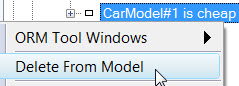 CarModel#1 is cheap
ORM Tool Windows
Delete From Model